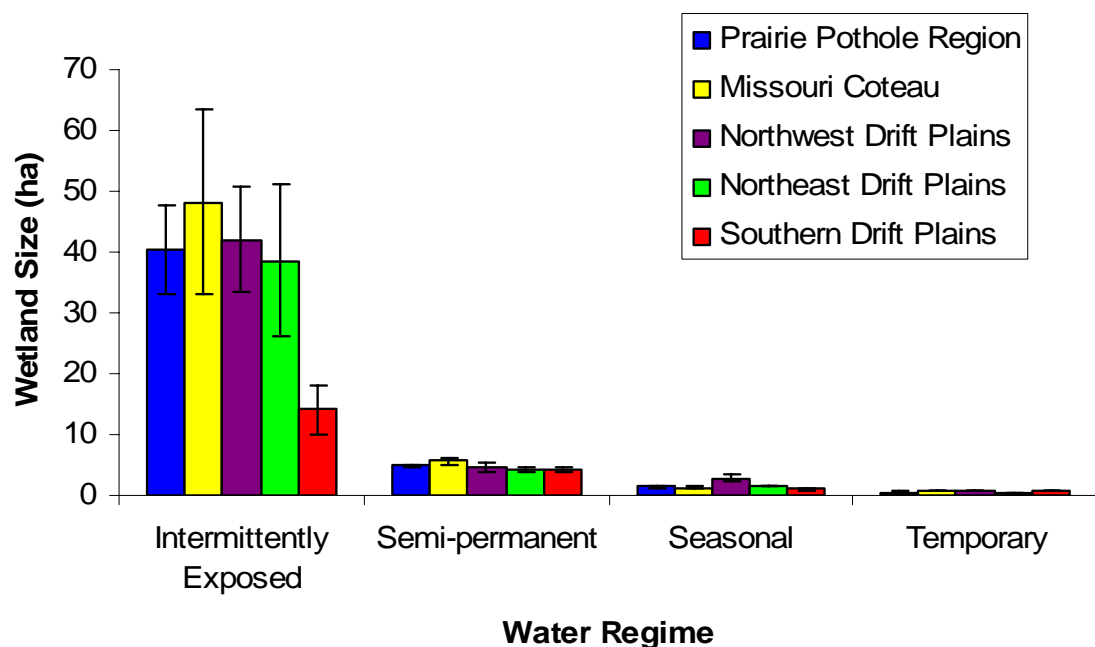 Prairie Pothole Region
Missouri Coteau
Northwest Drift Plains
Northeast Drift Plains
Southern Drift Plains
Wetland Size (ha)
70
60
50
40
30
20
10
0
Intermittently
Exposed
Semi-permanent
Seasonal
Temporary
Water Regime